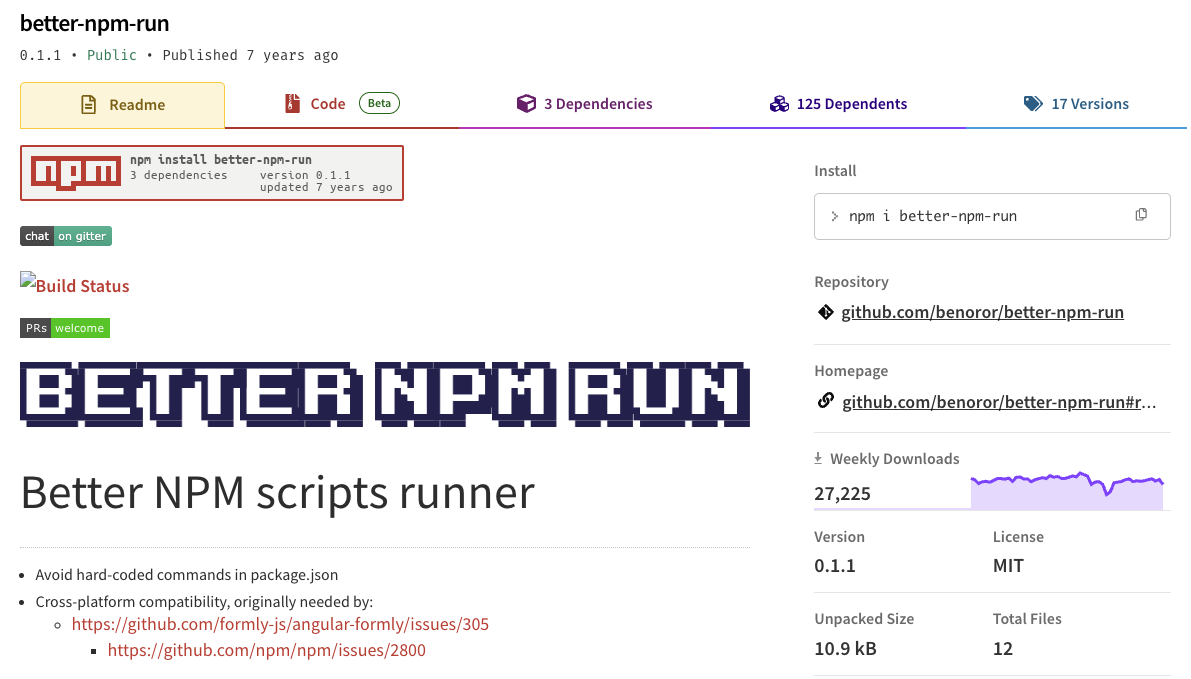 better-npm-run
0.1.1 • Public • Published 7 years ago
Readme
Code Beta
3 Dependencies
125 Dependents
17 Versions
npm
npm install better-npm-run
3 dependencies version 0.1.1
updated 7 years ago
chat on gitter
Build Status
PRs welcome
BETTER NPM RUN
Better NPM scripts runner
• Avoid hard-coded commands in package.json
• Cross-platform compatibility, originally needed by:
https://github.com/formly-js/angular-formly/issues/305
https://github.com/npm/npm/issues/2800
Install
> npm i better-npm-run
Repository
github.com/benoror/better-npm-run
Homepage
github.com/benoror/better-npm-run#r…
Weekly Downloads
27,225
Version License
0.1.1 MIT
Unpacked Size Total Files
10.9 kB 12